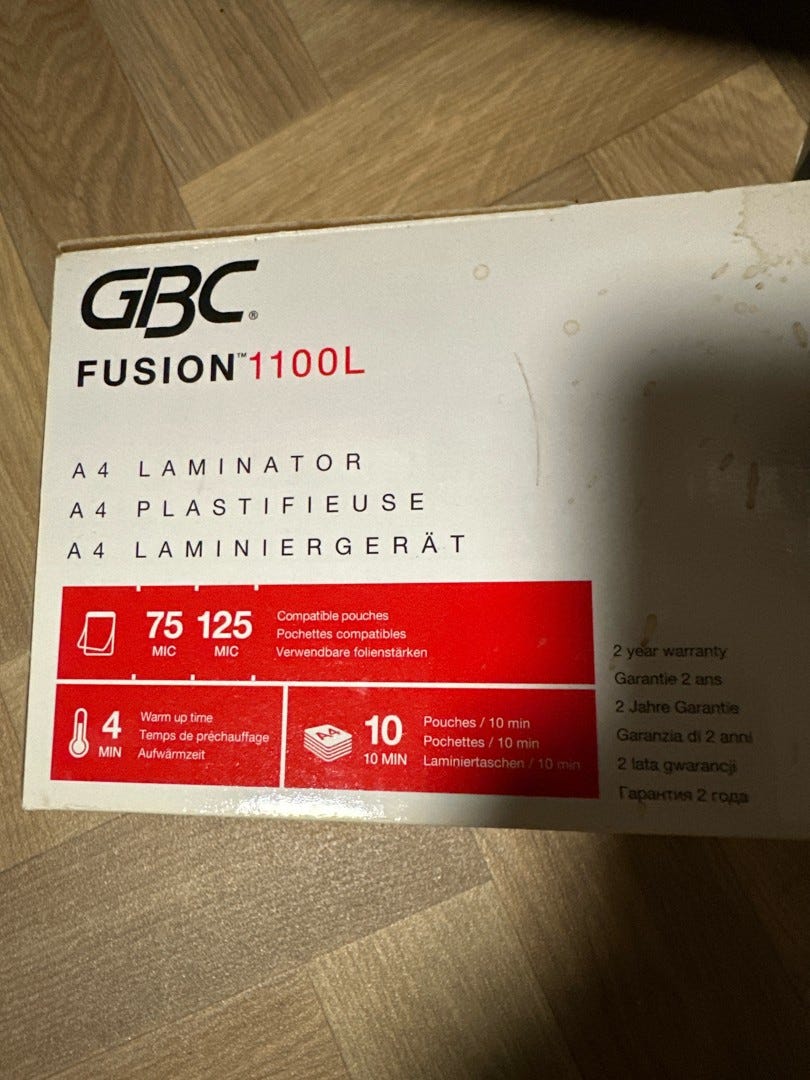 GBC®
FUSION™1100L
A4 LAMINATOR
A4 PLASTIFIEUSE
A4 LAMINIERGERÄT
75 MIC 125 MIC
Compatible pouches
Pochettes compatibles
Verwendbare folienstärken
4 MIN
Warm up time
Temps de préchauffage
Aufwärmzeit
A4
10
10 MIN
Pouches / 10 min
Pochettes / 10 min
Laminiertaschen / 10 min
2 year warranty
Garantie 2 ans
2 Jahre Garantie
Garanzia di 2 anni
2 lata gwarancji
Гарантия 2 года